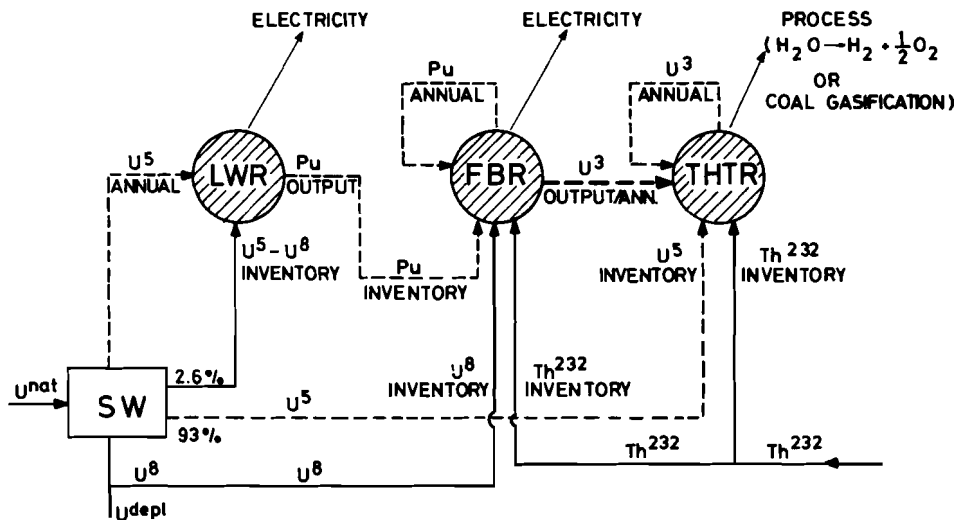 ELECTRICITY
ELECTRICITY
PROCESS
(H₂O→H₂ + ½O₂
OR
COAL GASIFICATION)
Pu
ANNUAL
U³
ANNUAL
U⁵
ANNUAL
LWR
Pu
OUTPUT
FBR
U³
OUTPUT/ANN.
THTR
U⁵-U⁸
INVENTORY
Pu
INVENTORY
U⁵
INVENTORY
Th²³²
INVENTORY
U^nat
SW
2.6%
93%
U⁵
U⁸
INVENTORY
Th²³²
INVENTORY
U⁸
U⁸
Th²³²
Th²³²
U^depl